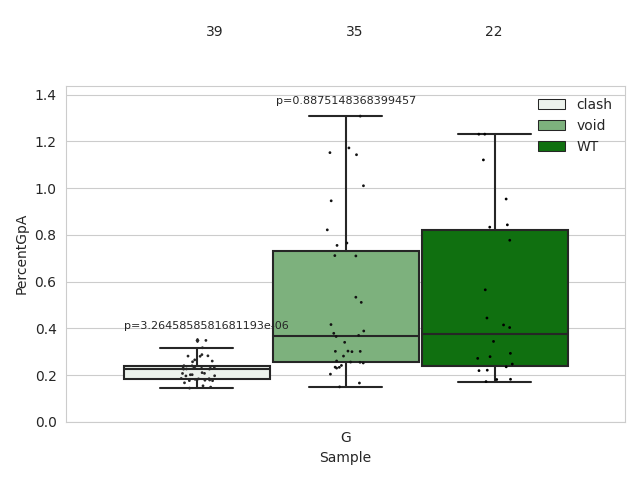 39 35 22
1.4
1.2
1.0
0.8
0.6
0.4
0.2
0.0
PercentGpA
p=0.8875148368399457
p=3.2645858581681193e-06
clash
void
WT
G
Sample